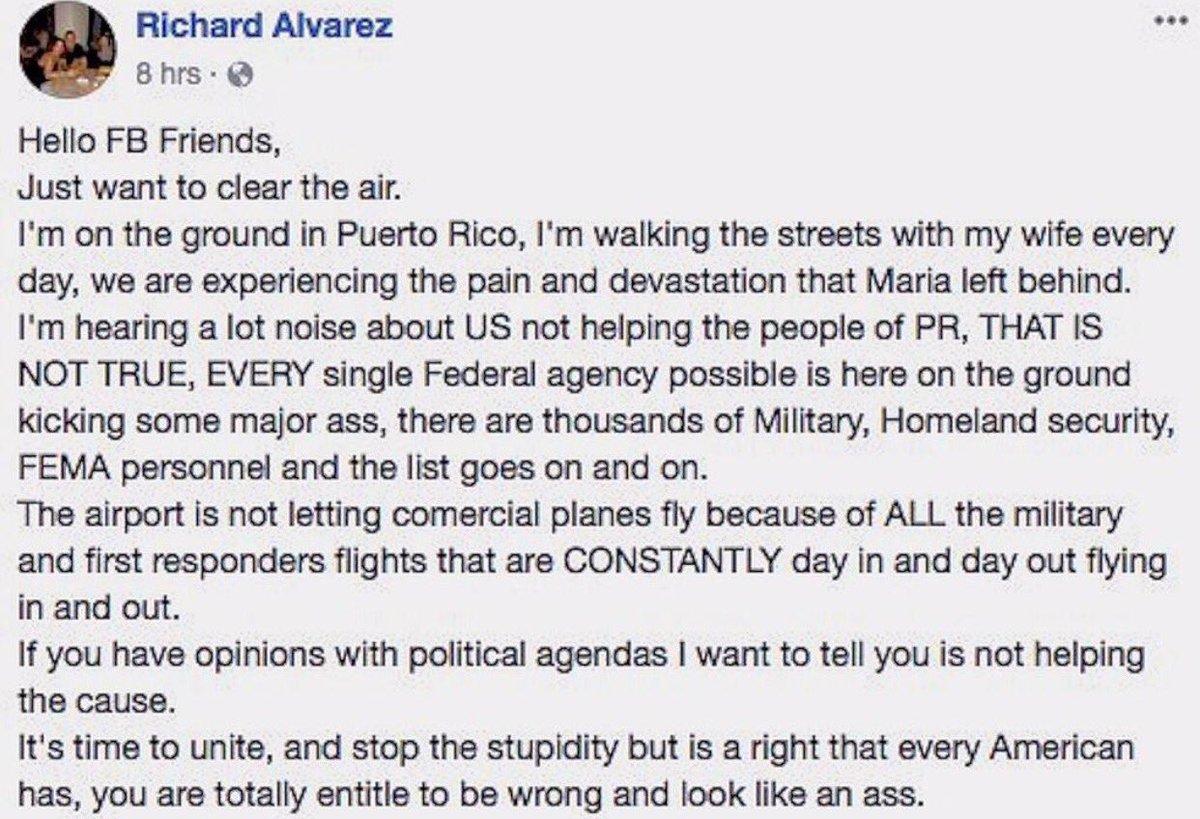 Richard Alvarez
8 hrs ·
Hello FB Friends,
Just want to clear the air.
I'm on the ground in Puerto Rico, I'm walking the streets with my wife every
day, we are experiencing the pain and devastation that Maria left behind.
I'm hearing a lot noise about US not helping the people of PR, THAT IS
NOT TRUE, EVERY single Federal agency possible is here on the ground
kicking some major ass, there are thousands of Military, Homeland security,
FEMA personnel and the list goes on and on.
The airport is not letting comercial planes fly because of ALL the military
and first responders flights that are CONSTANTLY day in and day out flying
in and out.
If you have opinions with political agendas I want to tell you is not helping
the cause.
It's time to unite, and stop the stupidity but is a right that every American
has, you are totally entitle to be wrong and look like an ass.